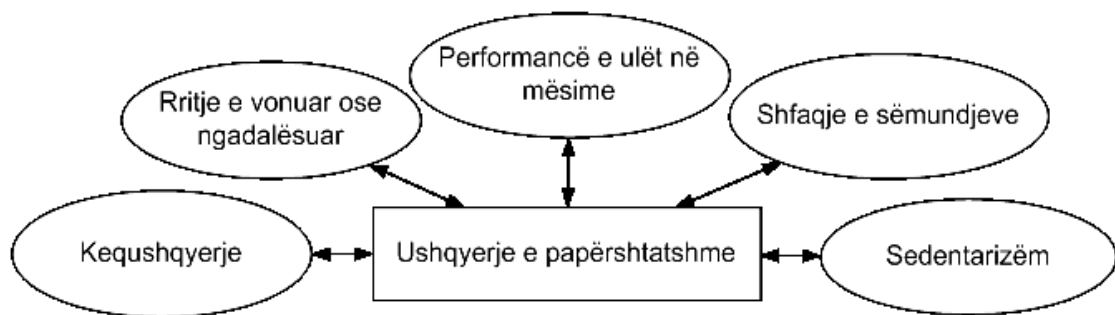 Performancë e ulët në
mësime
Rritje e vonuar ose
ngadalësuar
Shfaqje e sëmundjeve
Kequshqyerje
Ushqyerje e papërshtatshme
Sedentarizëm